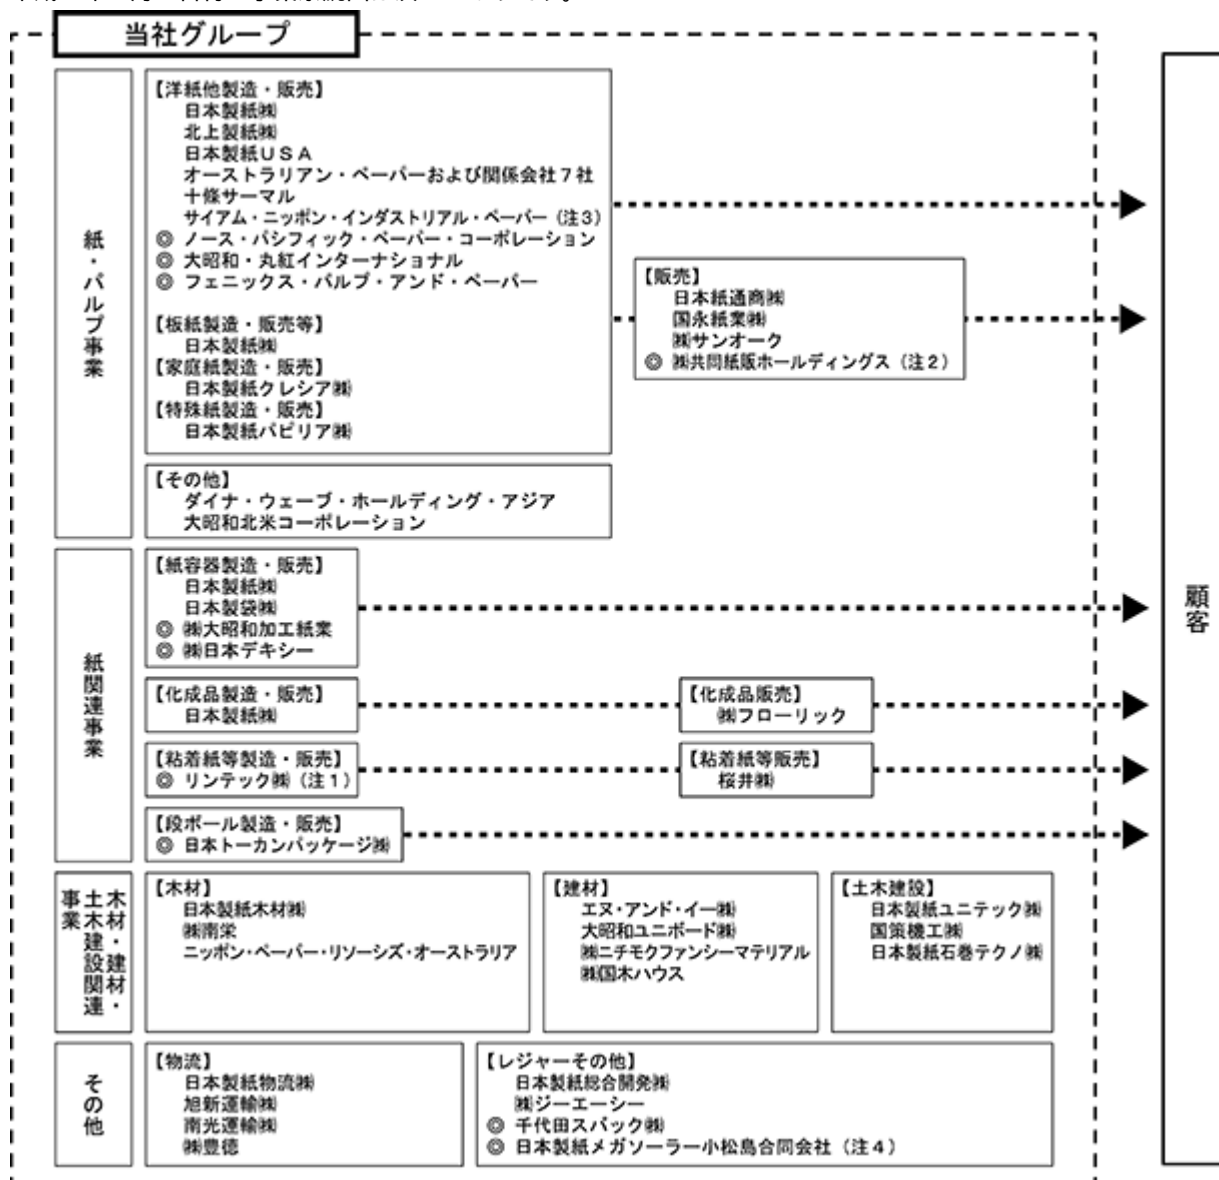 当社グループ
紙・パルプ事業
【洋紙他製造・販売】
日本製紙㈱
北上製紙㈱
日本製紙USA
オーストラリアン・ペーパーおよび関係会社7社
十條サーマル
サイアム・ニッポン・インダストリアル・ペーパー（注3）
◎ ノース・パシフィック・ペーパー・コーポレーション
◎ 大昭和・丸紅インターナショナル
◎ フェニックス・パルプ・アンド・ペーパー
【板紙製造・販売等】
日本製紙㈱
【家庭紙製造・販売】
日本製紙クレシア㈱
【特殊紙製造・販売】
日本製紙パピリア㈱
【販売】
日本紙通商㈱
国永紙業㈱
㈱サンオーク
◎ ㈱共同紙販ホールディングス（注2）
【その他】
ダイナ・ウェーブ・ホールディング・アジア
大昭和北米コーポレーション
紙関連事業
【紙容器製造・販売】
日本製紙㈱
日本製袋㈱
◎ ㈱大昭和加工紙業
◎ ㈱日本デキシー
【化成品製造・販売】
日本製紙㈱
【化成品販売】
㈱フローリック
【粘着紙等製造・販売】
◎ リンテック㈱（注1）
【粘着紙等販売】
桜井㈱
【段ボール製造・販売】
◎ 日本トーカンパッケージ㈱
木材・建材・
土木建設関連
事業
【木材】
日本製紙木材㈱
㈱南栄
ニッポン・ペーパー・リソーシズ・オーストラリア
【建材】
エヌ・アンド・イー㈱
大昭和ユニボード㈱
㈱ニチモクファンシーマテリアル
㈱国木ハウス
【土木建設】
日本製紙ユニテック㈱
国策機工㈱
日本製紙石巻テクノ㈱
その他
【物流】
日本製紙物流㈱
旭新運輸㈱
南光運輸㈱
㈱豊徳
【レジャーその他】
日本製紙総合開発㈱
㈱ジーエーシー
◎ 千代田スバック㈱
◎ 日本製紙メガソーラー小松島合同会社（注4）
顧客